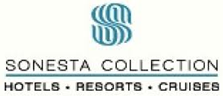 SONESTA COLLECTION
HOTELS • RESORTS • CRUISES